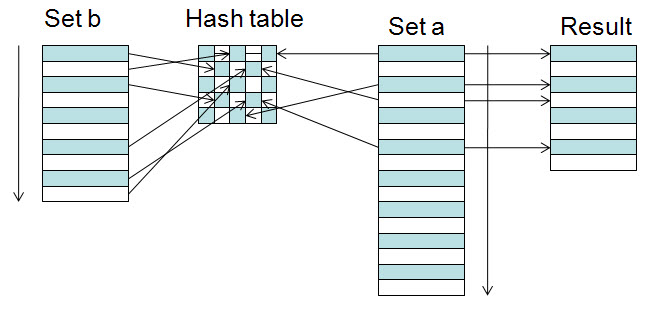 Set b
Hash table
Set a
Result